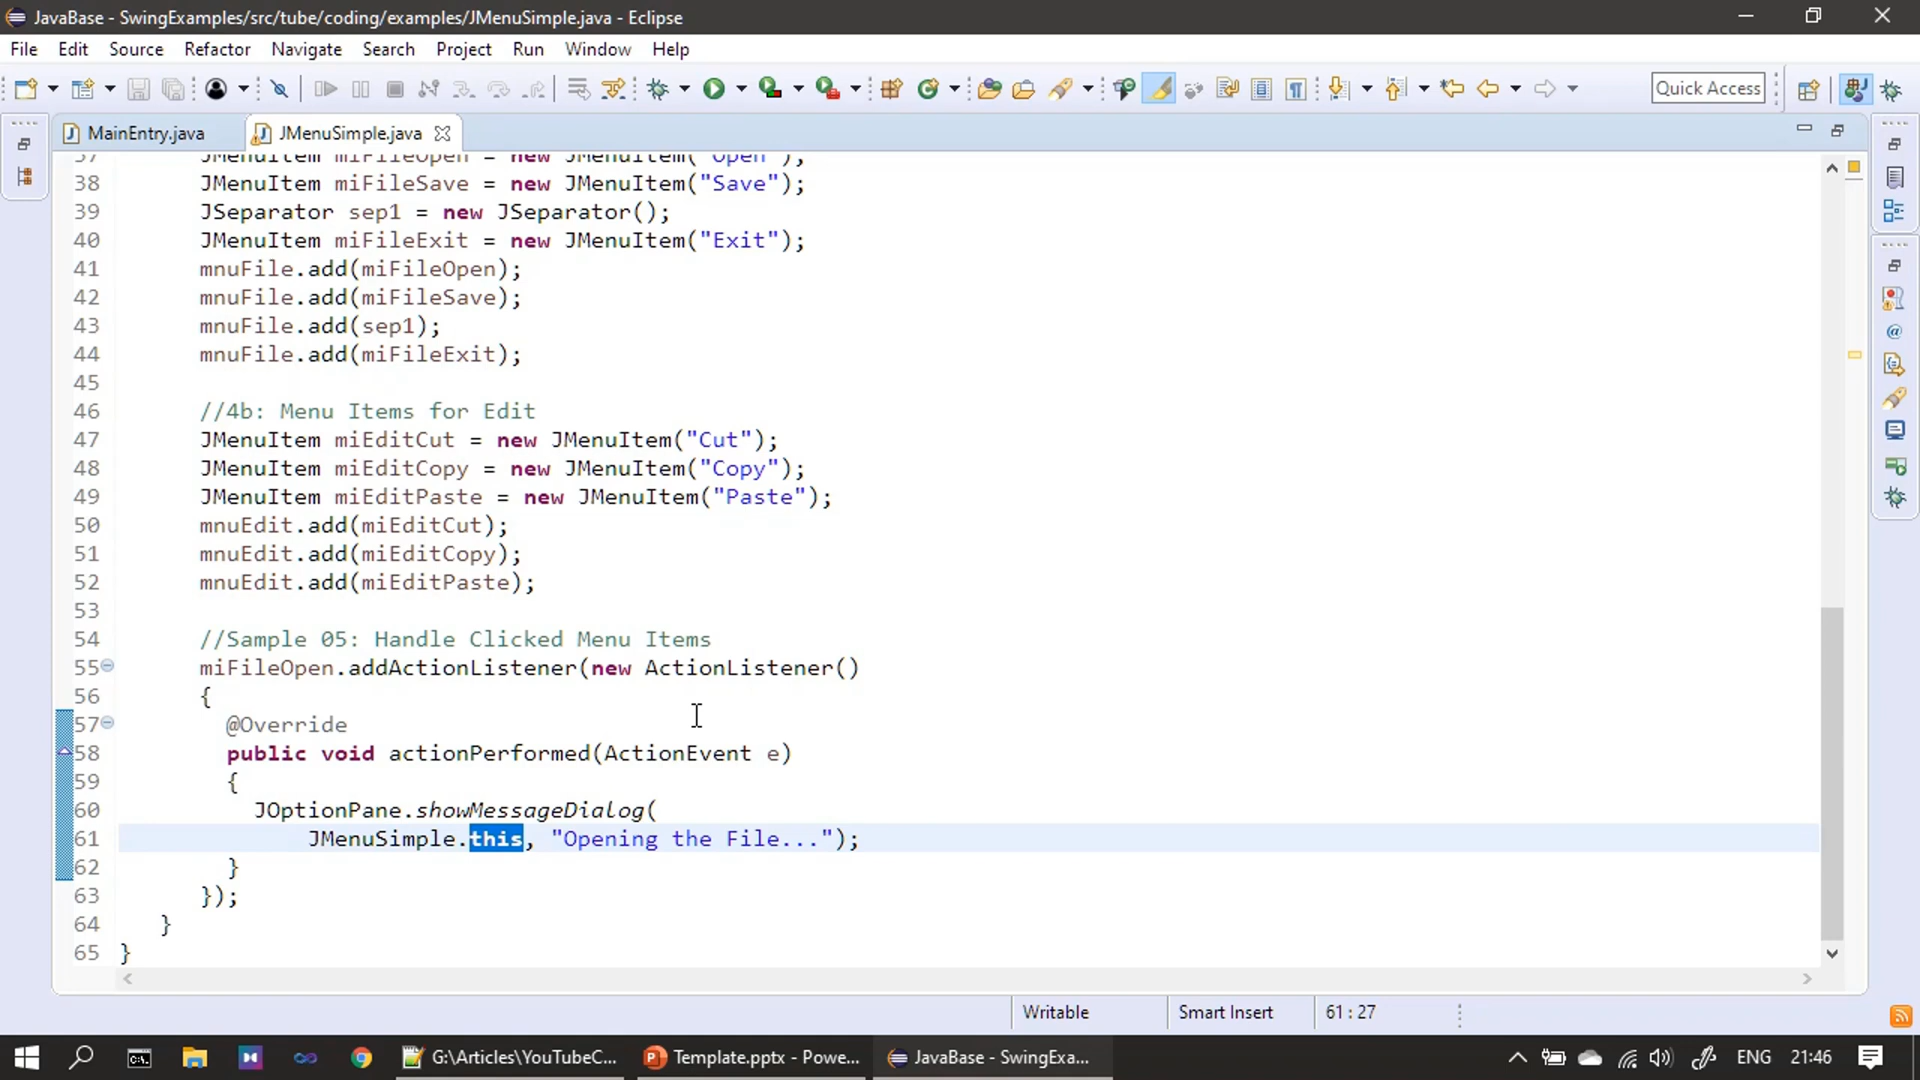 JavaBase - SwingExamples/src/tube/coding/examples/JMenuSimple.java - Eclipse
File Edit Source Refactor Navigate Search Run Window Help
Quick Access
MainEntry.java JMenuSimple.java
37 JMenuItem miFileOpen = new JMenuItem("Open");
38 JMenuItem miFileSave = new JMenuItem("Save");
39 JSeparator sep1 = new JSeparator();
40 JMenuItem miFileExit = new JMenuItem("Exit");
41 mnuFile.add(miFileOpen);
42 mnuFile.add(miFileSave);
43 mnuFile.add(sep1);
44 mnuFile.add(miFileExit);
45
46 //4b: Menu Items for Edit
47 JMenuItem miEditCut = new JMenuItem("Cut");
48 JMenuItem miEditCopy = new JMenuItem("Copy");
49 JMenuItem miEditPaste = new JMenuItem("Paste");
50 mnuEdit.add(miEditCut);
51 mnuEdit.add(miEditCopy);
52 mnuEdit.add(miEditPaste);
53
54 //Sample 05: Handle Clicked Menu Items
55 miFileOpen.addActionListener(new ActionListener()
56 {
57 @Override
58 public void actionPerformed(ActionEvent e)
59 {
60 JOptionPane.showMessageDialog(
61 JMenuSimple.this, "Opening the File...");
62 }
63 });
64 }
65 }
Writable Smart Insert 61 : 27
G:\Articles\YouTubeC... Template.pptx - Powe... JavaBase - SwingExa... ENG 21:46